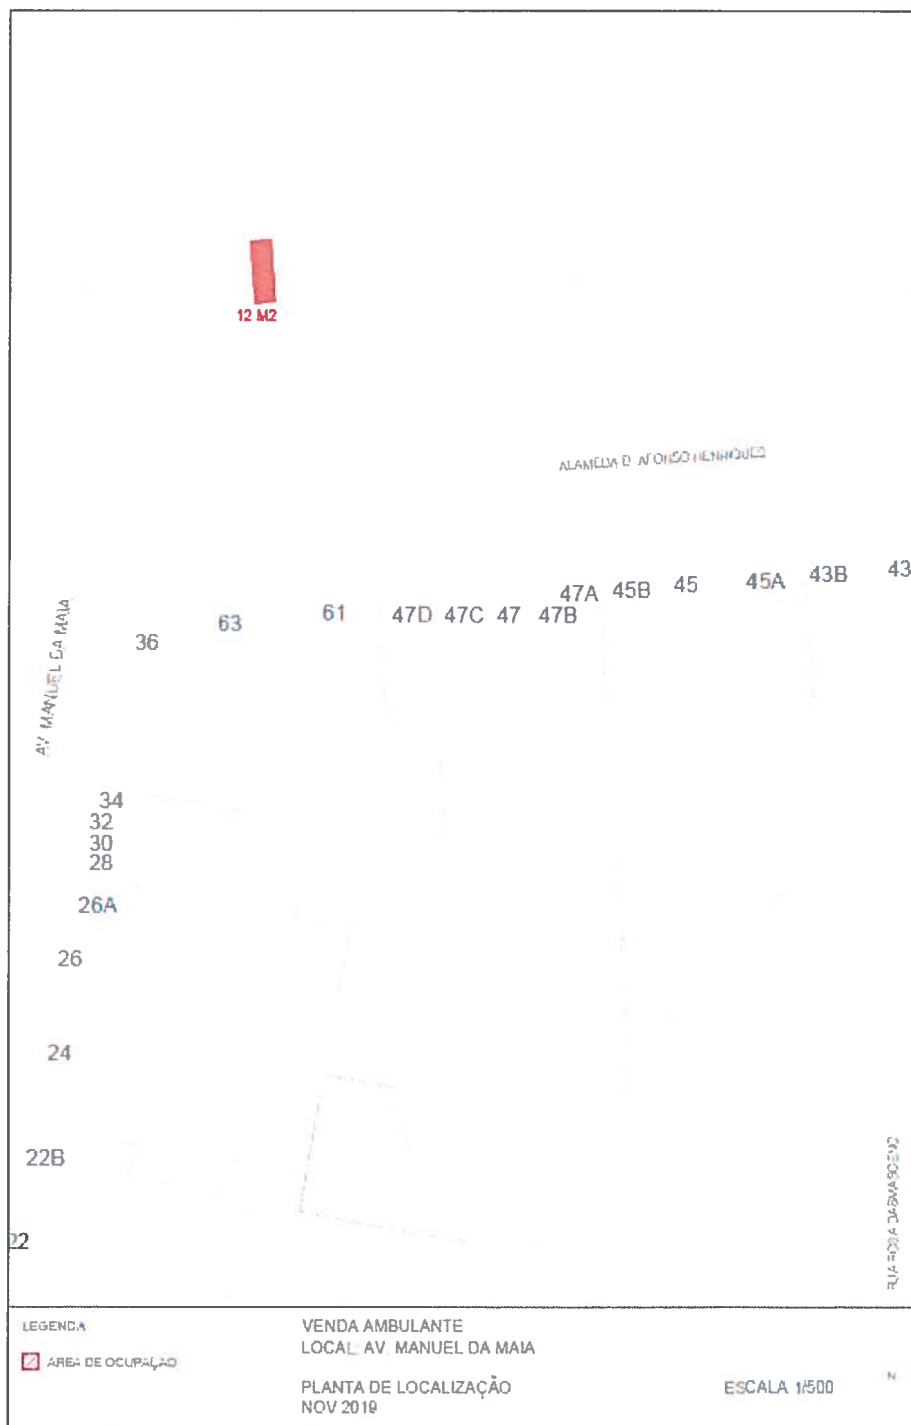 12 M2
ALAMEDA D. AFONSO HENRIQUES
43
43B
45A
45
45B
47A
47B
47
47C
47D
61
63
36
AV. MANUEL DA MAIA
34
32
30
28
26A
26
24
22B
22
LEGENDA
ÁREA DE OCUPAÇÃO
VENDA AMBULANTE
LOCAL: AV. MANUEL DA MAIA
PLANTA DE LOCALIZAÇÃO
NOV 2019
ESCALA 1/500
N